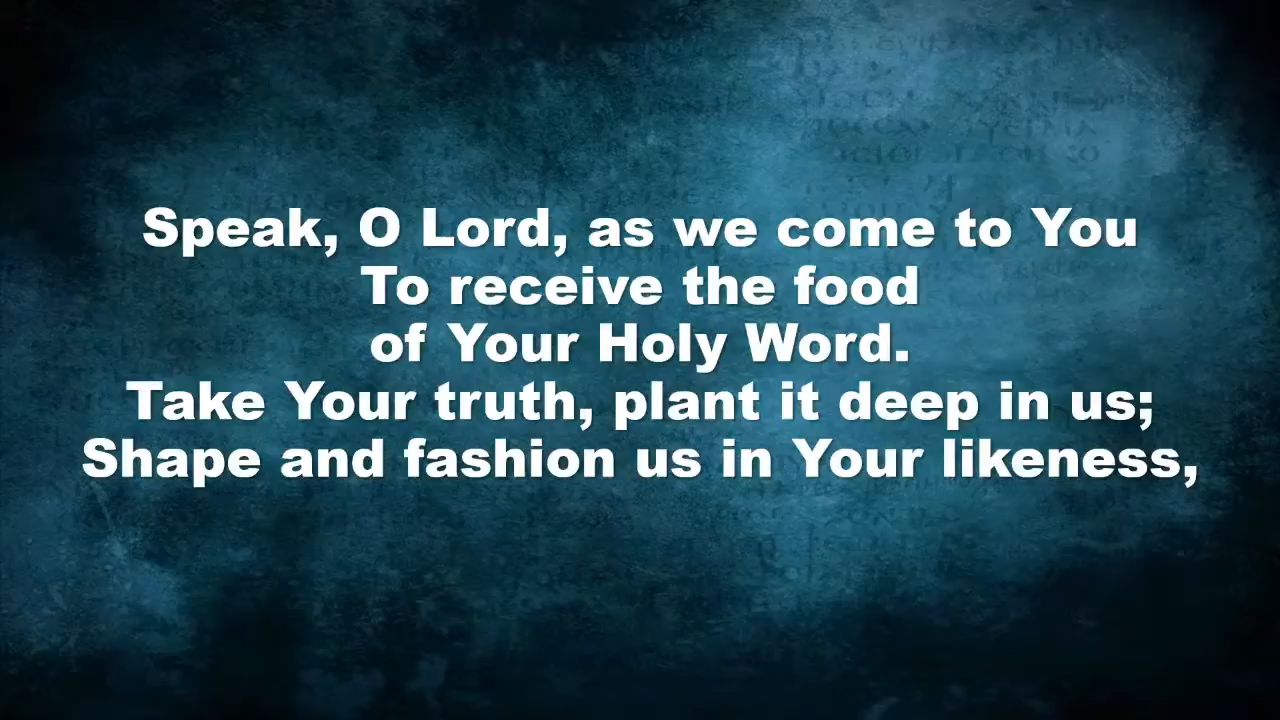 Speak, O Lord, as we come to You
To receive the food
of Your Holy Word.
Take Your truth, plant it deep in us;
Shape and fashion us in Your likeness,